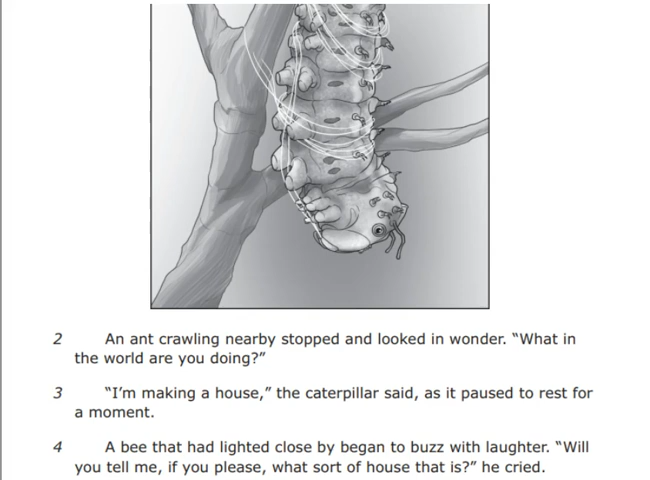 2 An ant crawling nearby stopped and looked in wonder. “What in
the world are you doing?”
3 “I’m making a house,” the caterpillar said, as it paused to rest for
a moment.
4 A bee that had lighted close by began to buzz with laughter. “Will
you tell me, if you please, what sort of house that is?” he cried.